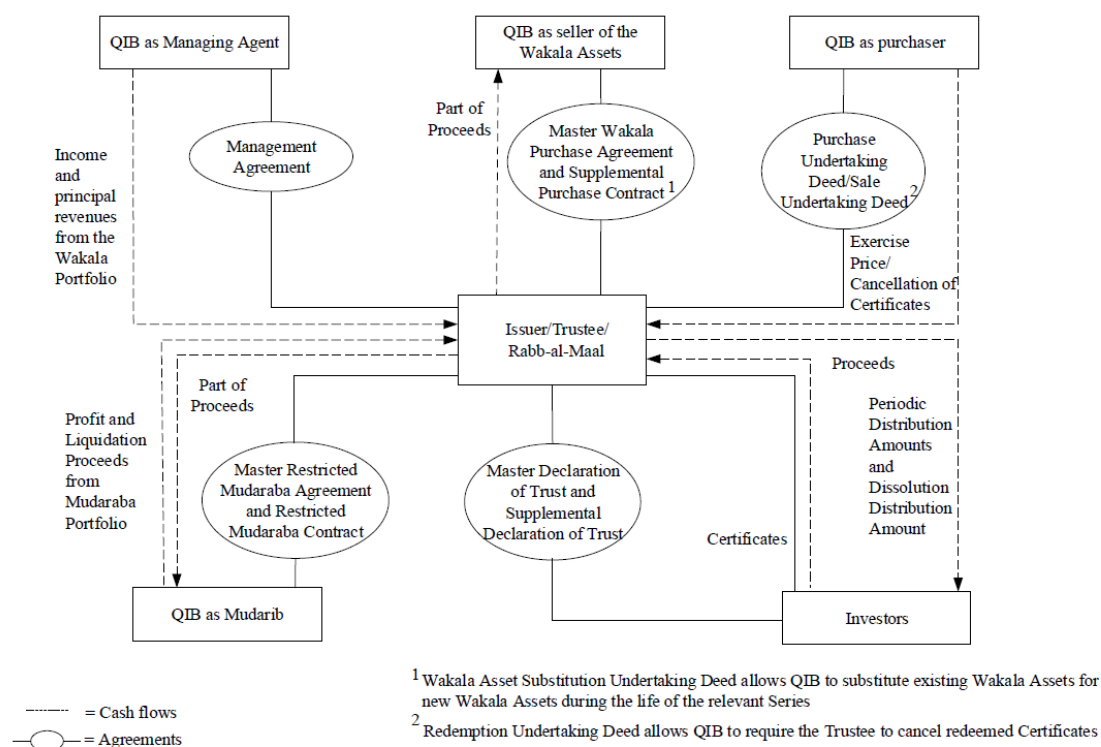 QIB as Managing Agent
QIB as seller of the
Wakala Assets
QIB as purchaser
Part of
Proceeds
Income
and
principal
revenues
from the
Wakala
Portfolio
Management
Agreement
Master Wakala
Purchase Agreement
and Supplemental
Purchase Contract 1
Purchase
Undertaking
Deed/Sale
Undertaking Deed 2
Exercise
Price/
Cancellation of
Certificates
Issuer/Trustee/
Rabb-al-Maal
Proceeds
Part of
Proceeds
Profit and
Liquidation
Proceeds
from
Mudaraba
Portfolio
Periodic
Distribution
Amounts
and
Dissolution
Distribution
Amount
Master Restricted
Mudaraba Agreement
and Restricted
Mudaraba Contract
Master Declaration
of Trust and
Supplemental
Declaration of Trust
Certificates
QIB as Mudarib
Investors
1 Wakala Asset Substitution Undertaking Deed allows QIB to substitute existing Wakala Assets for
new Wakala Assets during the life of the relevant Series
2 Redemption Undertaking Deed allows QIB to require the Trustee to cancel redeemed Certificates
= Cash flows
= Agreements